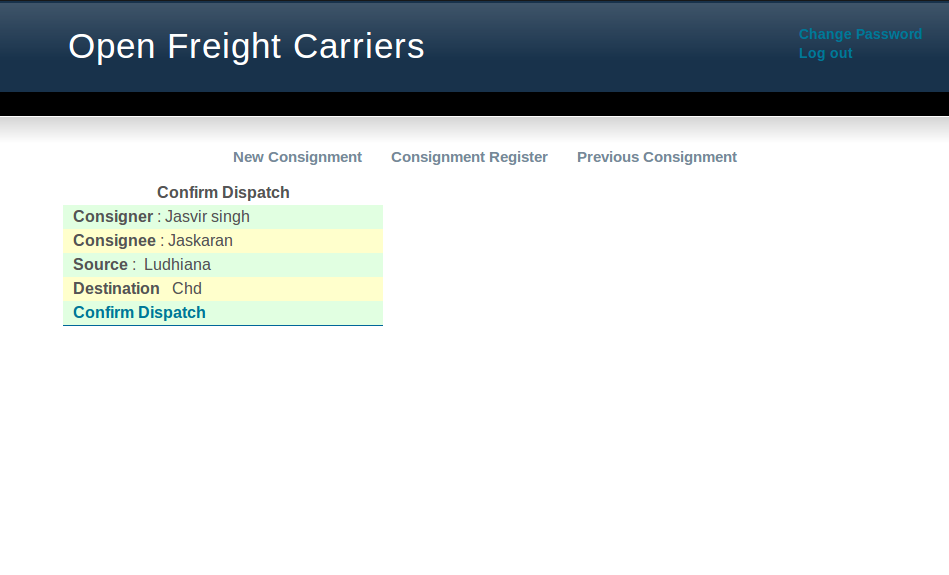 Open Freight Carriers
Change Password
Log out
New Consignment Consignment Register Previous Consignment
Confirm Dispatch
Consigner : Jasvir singh
Consignee : Jaskaran
Source : Ludhiana
Destination Chd
Confirm Dispatch